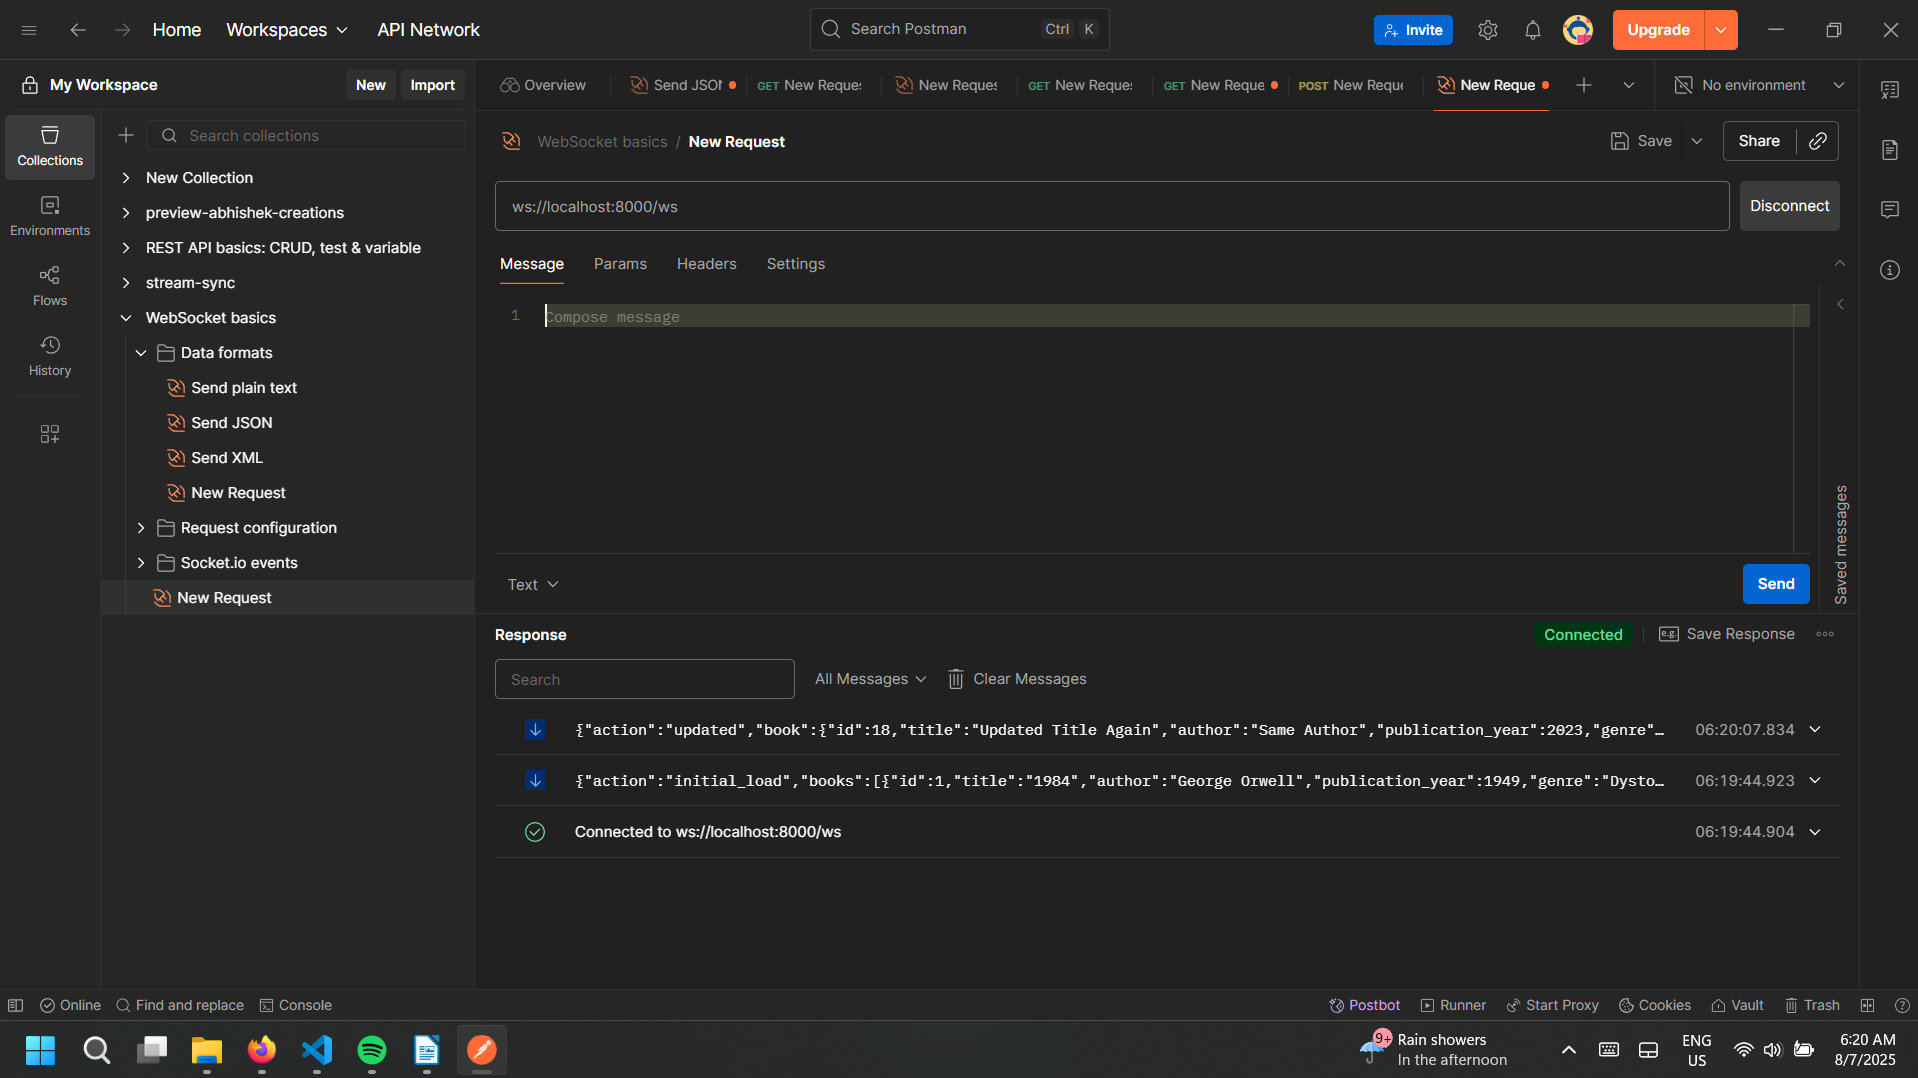 Home Workspaces API Network
Search Postman Ctrl K
Invite Upgrade
My Workspace New Import
Overview Send JSON GET New Reques New Reques GET New Reques GET New Reque POST New Reque New Reque No environment
Search collections
Collections
Environments
Flows
History
New Collection
preview-abhishek-creations
REST API basics: CRUD, test & variable
stream-sync
WebSocket basics
Data formats
Send plain text
Send JSON
Send XML
New Request
Request configuration
Socket.io events
New Request
WebSocket basics / New Request
Save Share
ws://localhost:8000/ws Disconnect
Message Params Headers Settings
1 Compose message
Saved messages
Text Send
Response Connected e.g. Save Response
Search All Messages Clear Messages
{"action":"updated","book":{"id":18,"title":"Updated Title Again","author":"Same Author","publication_year":2023,"genre"… 06:20:07.834
{"action":"initial_load","books":[{"id":1,"title":"1984","author":"George Orwell","publication_year":1949,"genre":"Dysto… 06:19:44.923
Connected to ws://localhost:8000/ws 06:19:44.904
Online Find and replace Console Postbot Runner Start Proxy Cookies Vault Trash
9+ Rain showers
In the afternoon
ENG
US
6:20 AM
8/7/2025